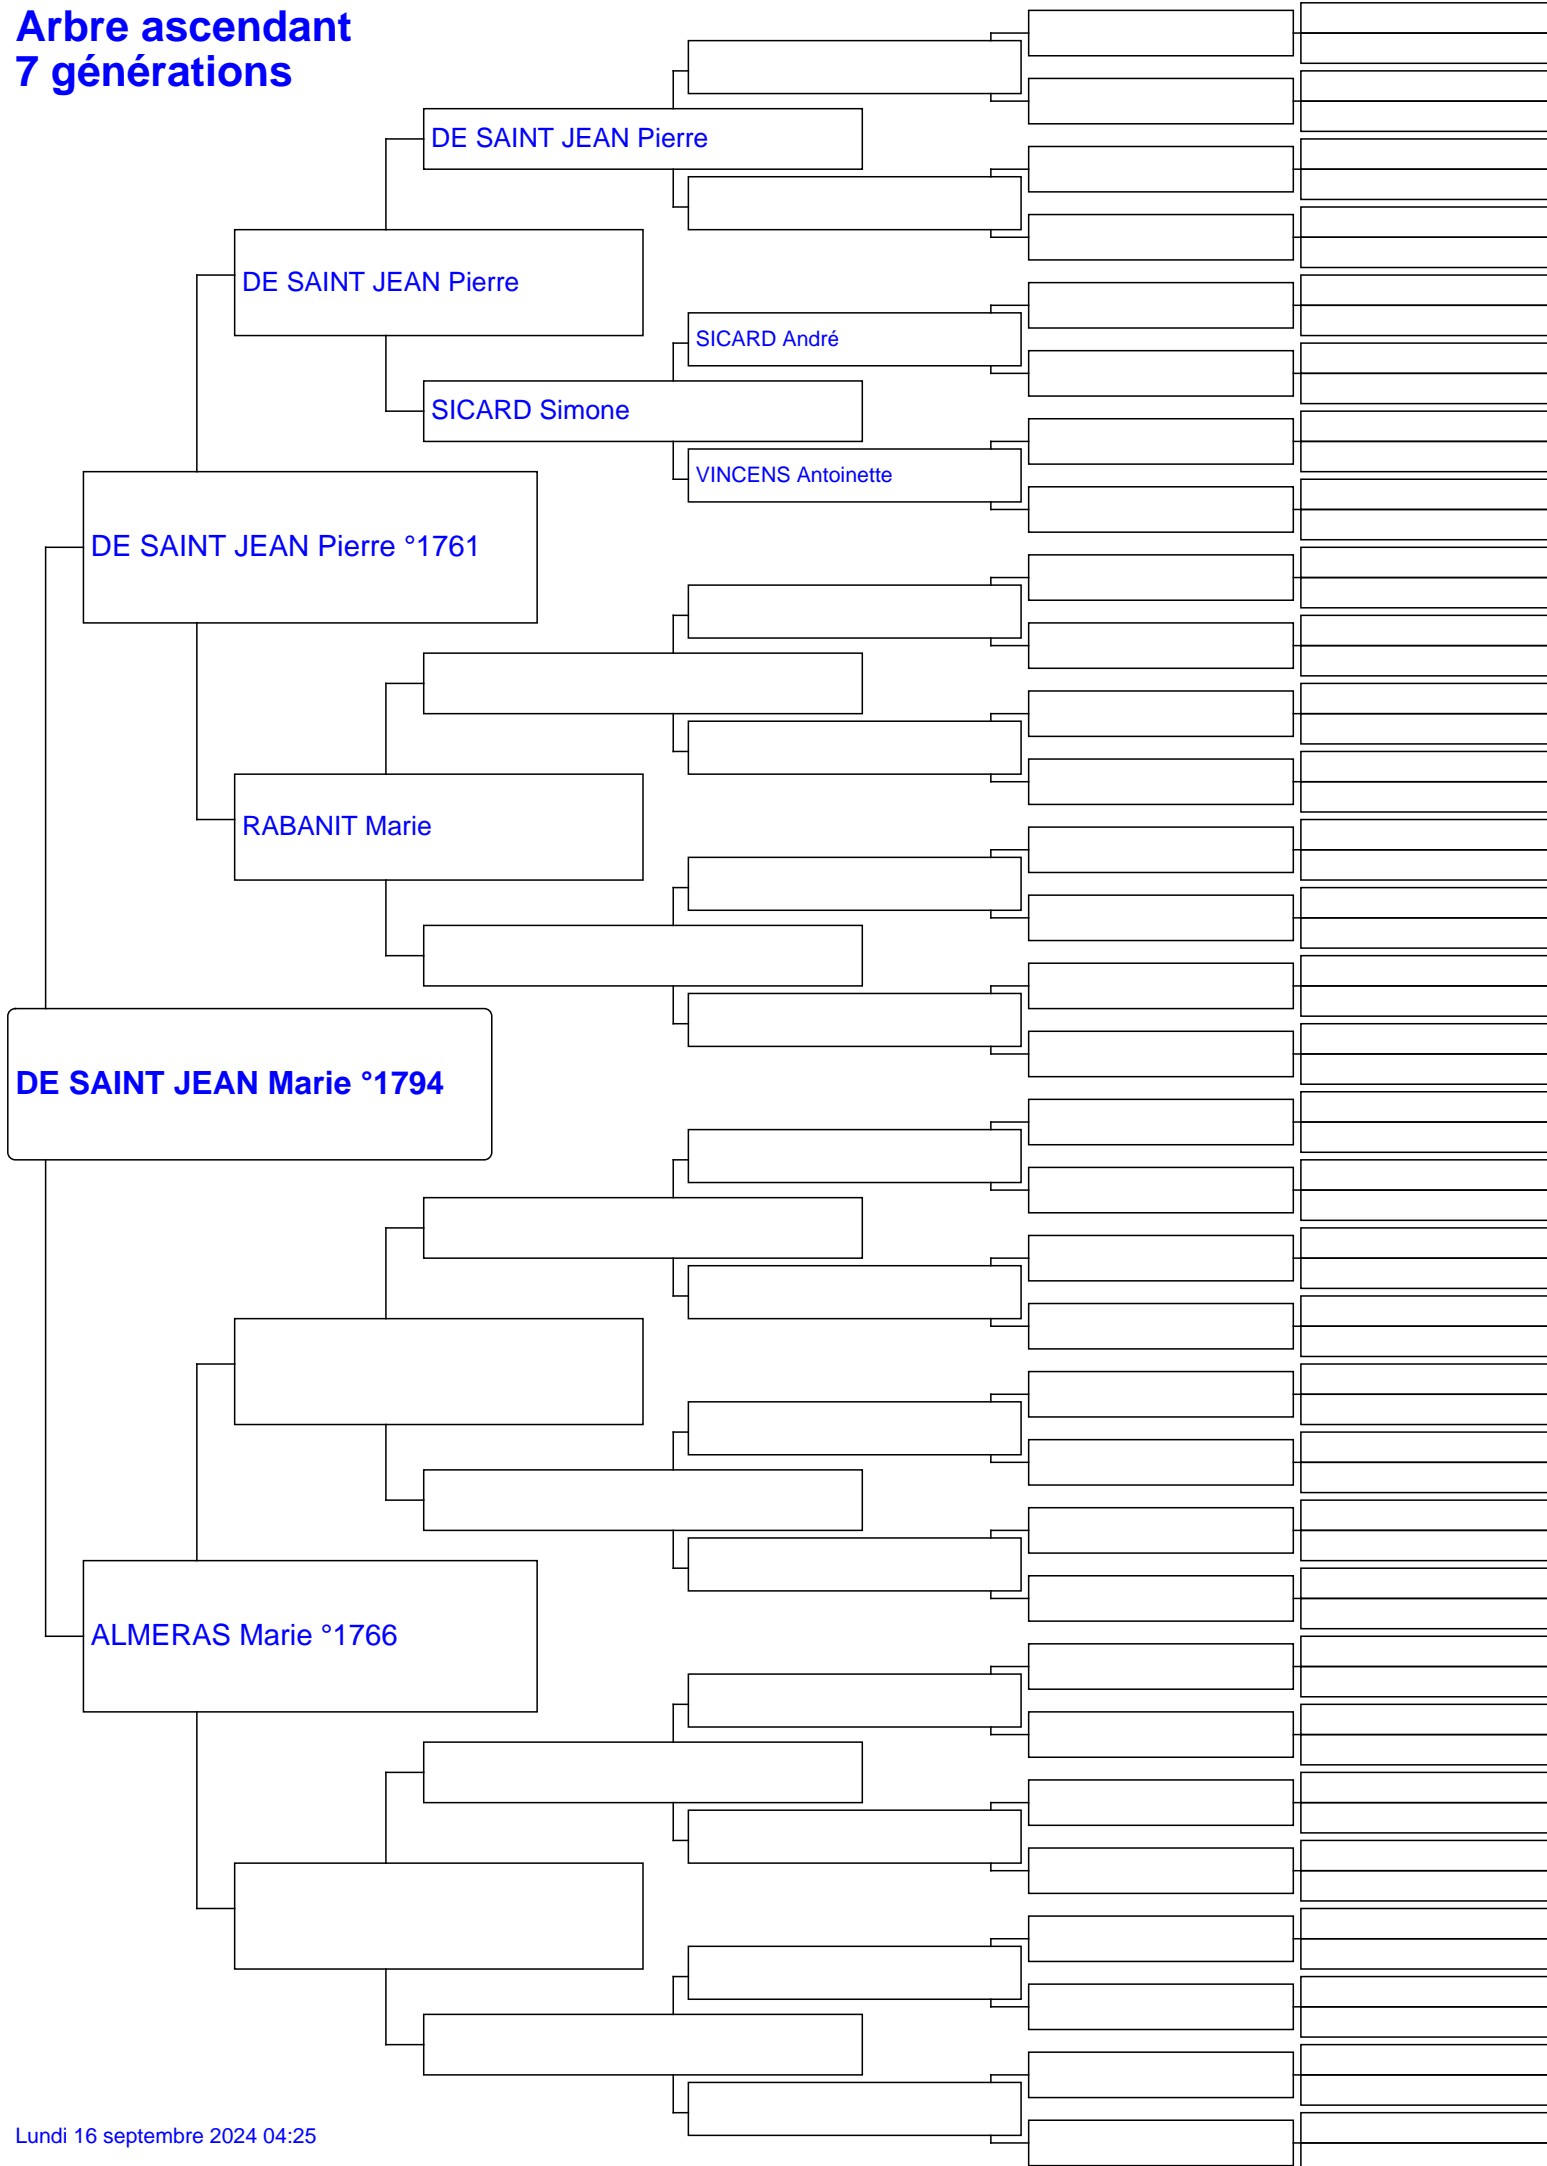 Arbre ascendant
7 générations
DE SAINT JEAN Pierre
DE SAINT JEAN Pierre
SICARD André
SICARD Simone
VINCENS Antoinette
DE SAINT JEAN Pierre °1761
RABANIT Marie
DE SAINT JEAN Marie °1794
ALMERAS Marie °1766
Lundi 16 septembre 2024 04:25